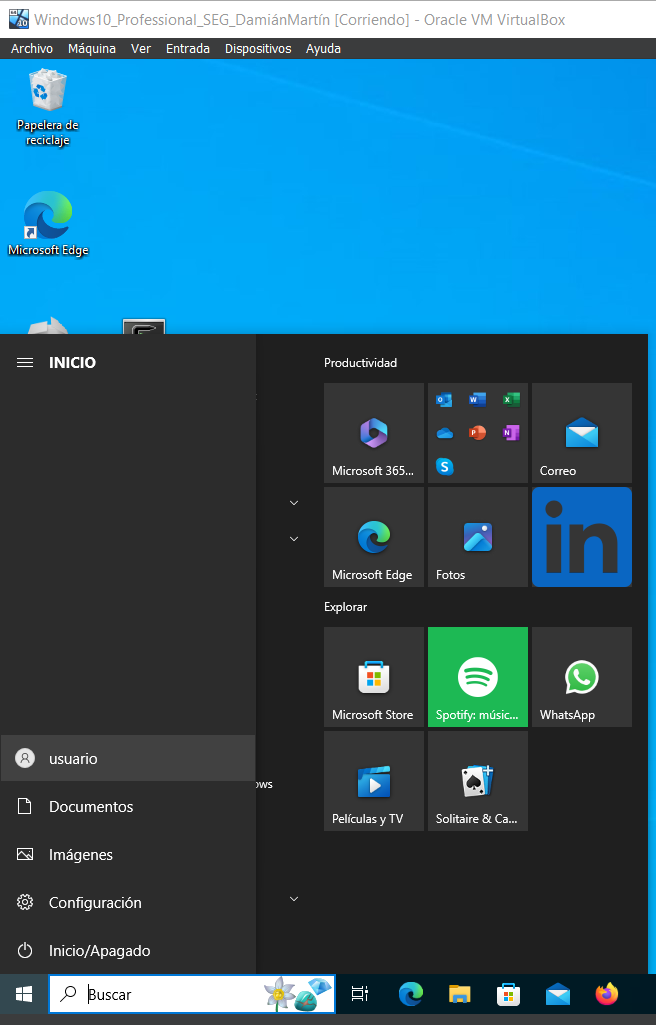 Windows10_Professional_SEG_DamiánMartín [Corriendo] - Oracle VM VirtualBox
Archivo Máquina Ver Entrada Dispositivos Ayuda
Papelera de
reciclaje
Microsoft Edge
INICIO
Productividad
Microsoft 365...
Correo
Microsoft Edge
Fotos
in
Explorar
Microsoft Store
Spotify: músic...
WhatsApp
Películas y TV
Solitaire & Ca...
usuario
ows
Documentos
Imágenes
Configuración
Inicio/Apagado
Buscar